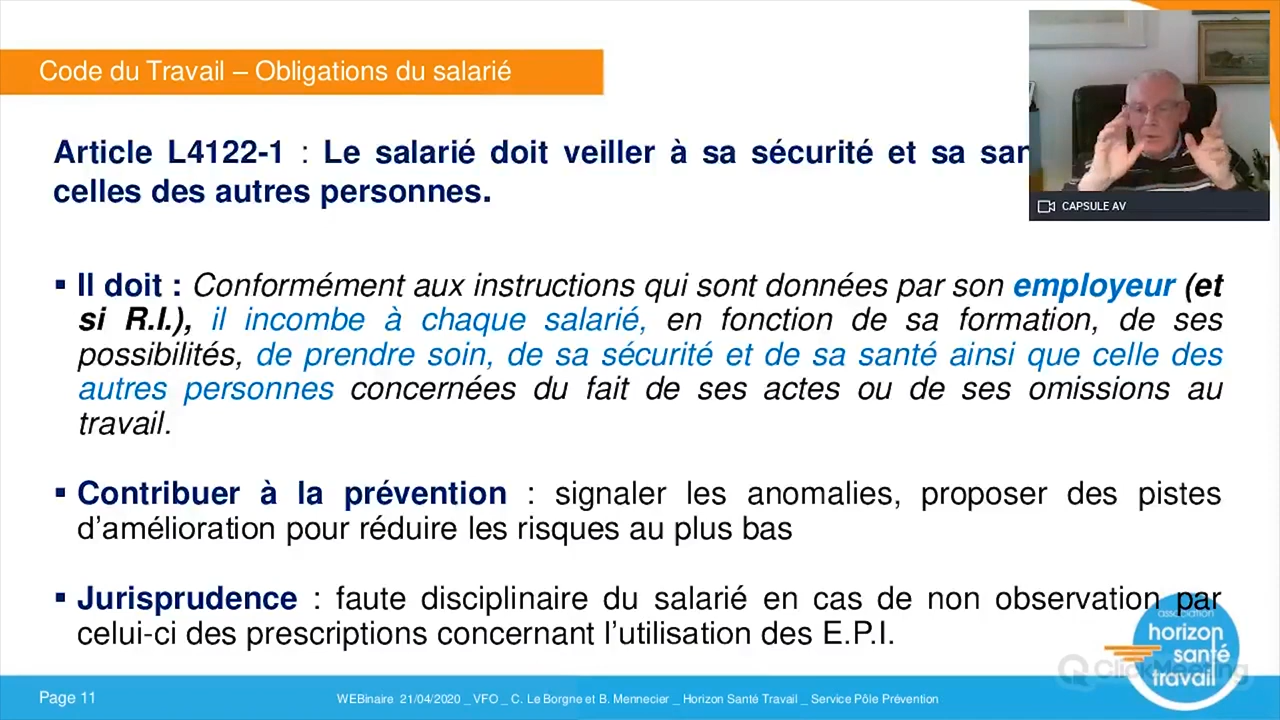 Code du Travail – Obligations du salarié
Article L4122-1 : Le salarié doit veiller à sa sécurité et sa
celles des autres personnes.
CAPSULE AV
▪ Il doit : Conformément aux instructions qui sont données par son employeur (et
si R.I.), il incombe à chaque salarié, en fonction de sa formation, de ses
possibilités, de prendre soin, de sa sécurité et de sa santé ainsi que celle des
autres personnes concernées du fait de ses actes ou de ses omissions au
travail.
▪ Contribuer à la prévention : signaler les anomalies, proposer des pistes
d’amélioration pour réduire les risques au plus bas
▪ Jurisprudence : faute disciplinaire du salarié en cas de non observation par
celui-ci des prescriptions concernant l’utilisation des E.P.I.
association
horizon
santé
travail
ClickMeeting
Page 11
WEBinaire 21/04/2020 _ VFO _ C. Le Borgne et B. Mennecier _ Horizon Santé Travail _ Service Pôle Prévention